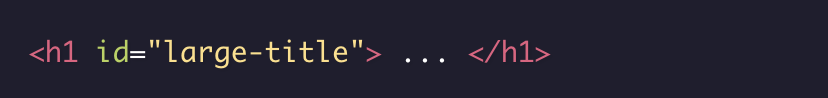 <h1 id="large-title"> ... </h1>